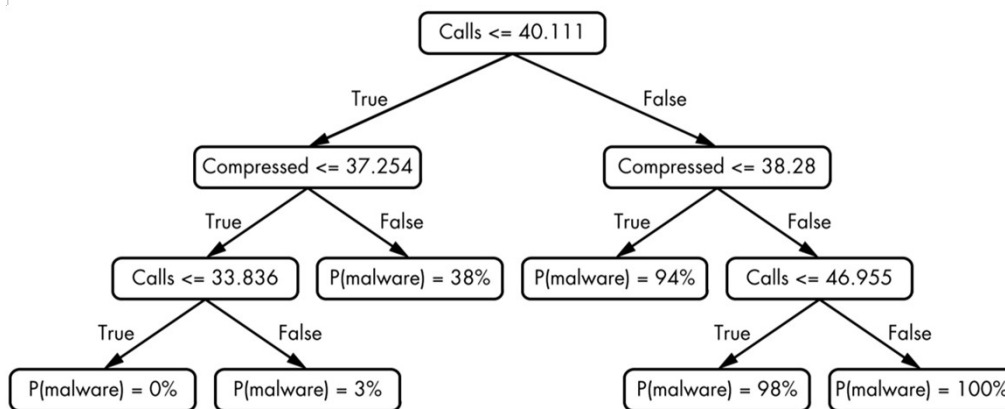 Calls <= 40.111
True
False
Compressed <= 37.254
Compressed <= 38.28
True
False
True
False
Calls <= 33.836
P(malware) = 38%
P(malware) = 94%
Calls <= 46.955
True
False
True
False
P(malware) = 0%
P(malware) = 3%
P(malware) = 98%
P(malware) = 100%